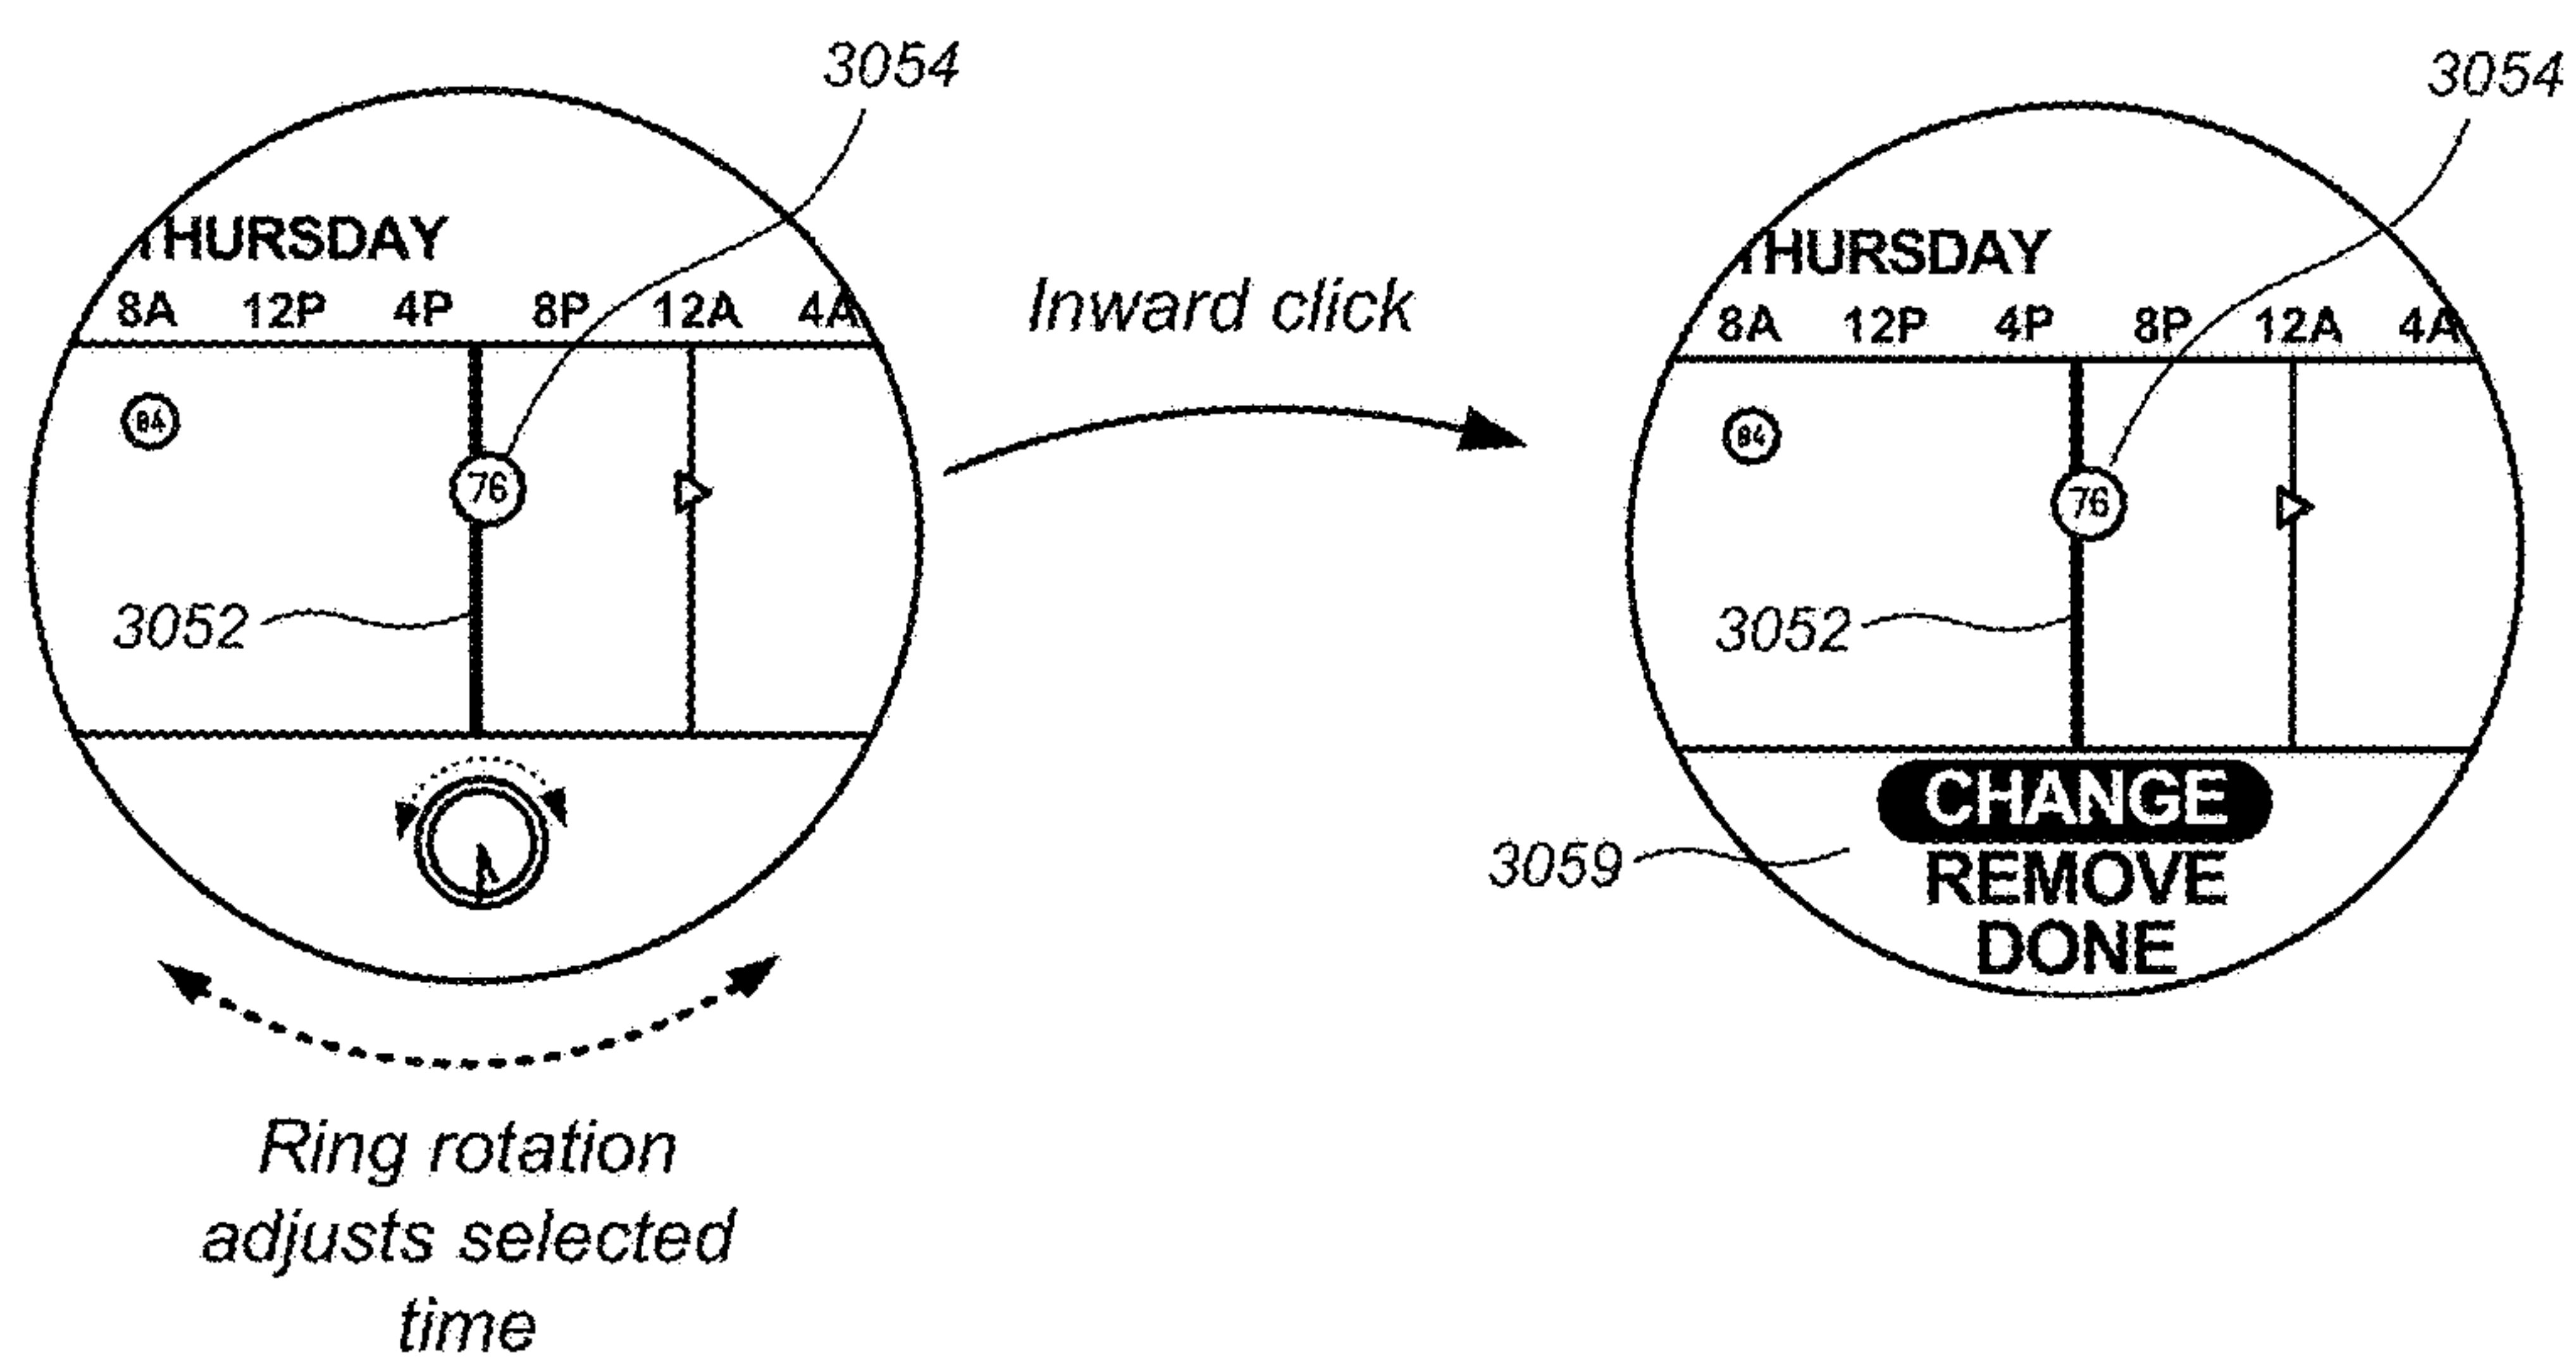 3054
THURSDAY
8A 12P 4P 8P 12A 4A
84
76
3052
Ring rotation
adjusts selected
time
Inward click
3054
THURSDAY
8A 12P 4P 8P 12A 4A
84
76
3052
3059
CHANGE
REMOVE
DONE